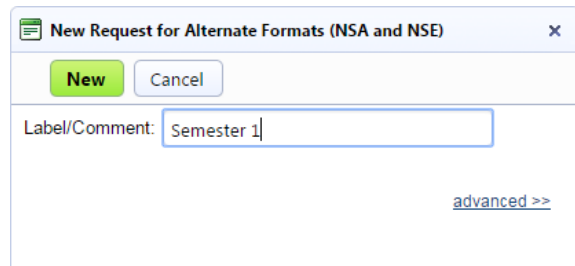 New Request for Alternate Formats (NSA and NSE) ×
New Cancel
Label/Comment: Semester 1
advanced >>